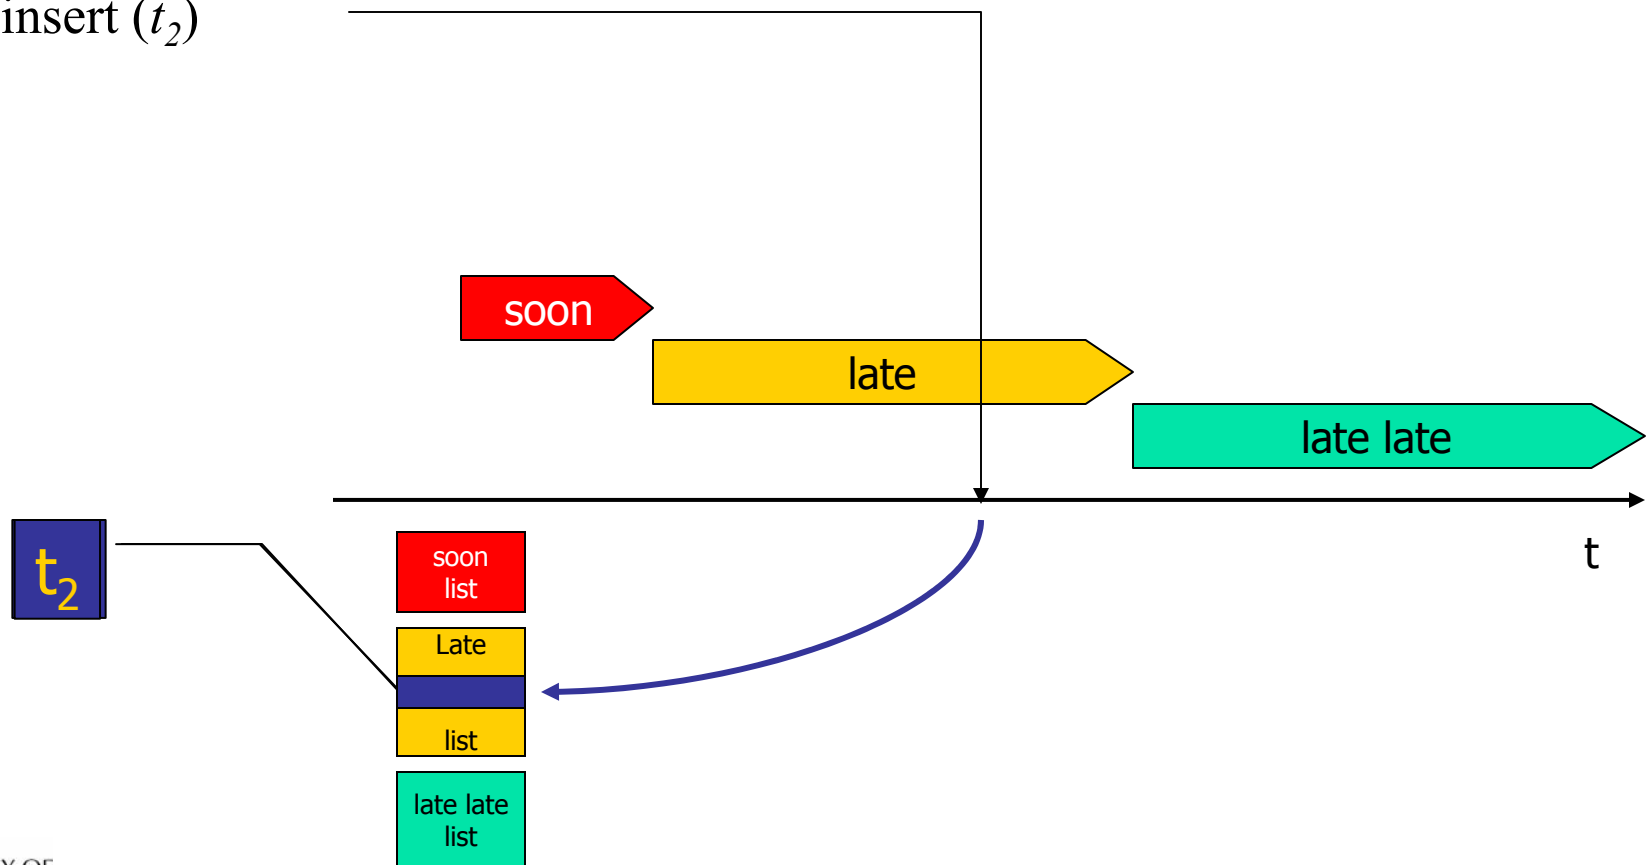 insert (t₂)
soon
late
late late
t
t₂
soon
list
Late
list
late late
list